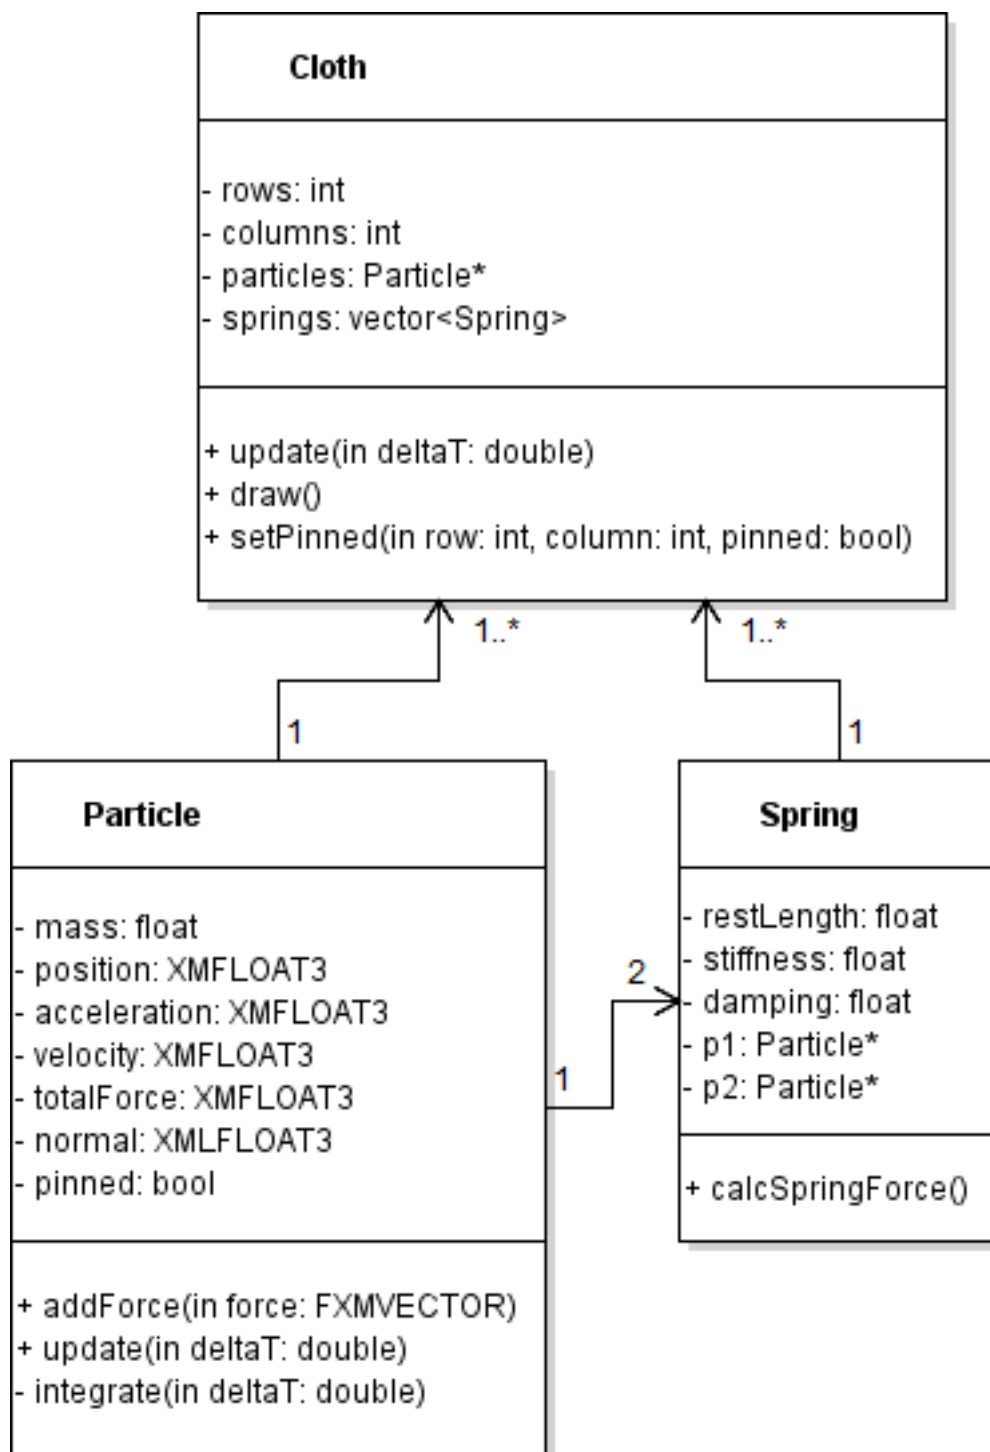 Cloth
- rows: int
- columns: int
- particles: Particle*
- springs: vector<Spring>
+ update(in deltaT: double)
+ draw()
+ setPinned(in row: int, column: int, pinned: bool)
1..*
1..*
1
1
Particle
- mass: float
- position: XMFLOAT3
- acceleration: XMFLOAT3
- velocity: XMFLOAT3
- totalForce: XMFLOAT3
- normal: XMLFLOAT3
- pinned: bool
+ addForce(in force: FXMVECTOR)
+ update(in deltaT: double)
- integrate(in deltaT: double)
2
1
Spring
- restLength: float
- stiffness: float
- damping: float
- p1: Particle*
- p2: Particle*
+ calcSpringForce()